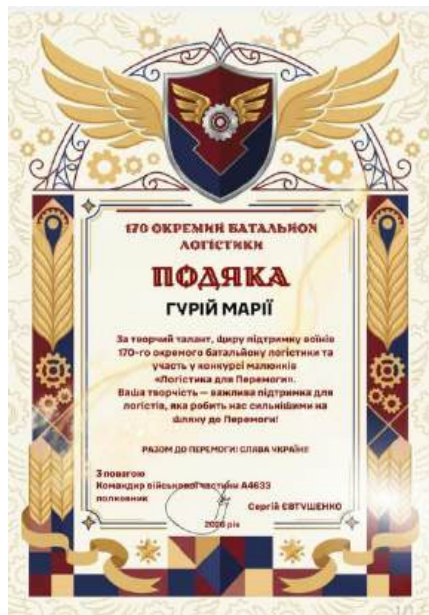 170 ОКРЕМИЙ БАТАЛЬЙОН
ЛОГІСТИКИ
ПОДЯКА
ГУРІЙ МАРІЇ
За творчий талант, щиру підтримку воїнів
170-го окремого батальйону логістики та
участь у конкурсі малюнків
«Логістика для Перемоги».
Ваша творчість — важлива підтримка для
логістів, яка робить нас сильнішими на
шляху до Перемоги!
РАЗОМ ДО ПЕРЕМОГИ! СЛАВА УКРАЇНІ!
З повагою
Командир військової частини А4633
полковник
Сергій ЄВТУШЕНКО
2026 рік